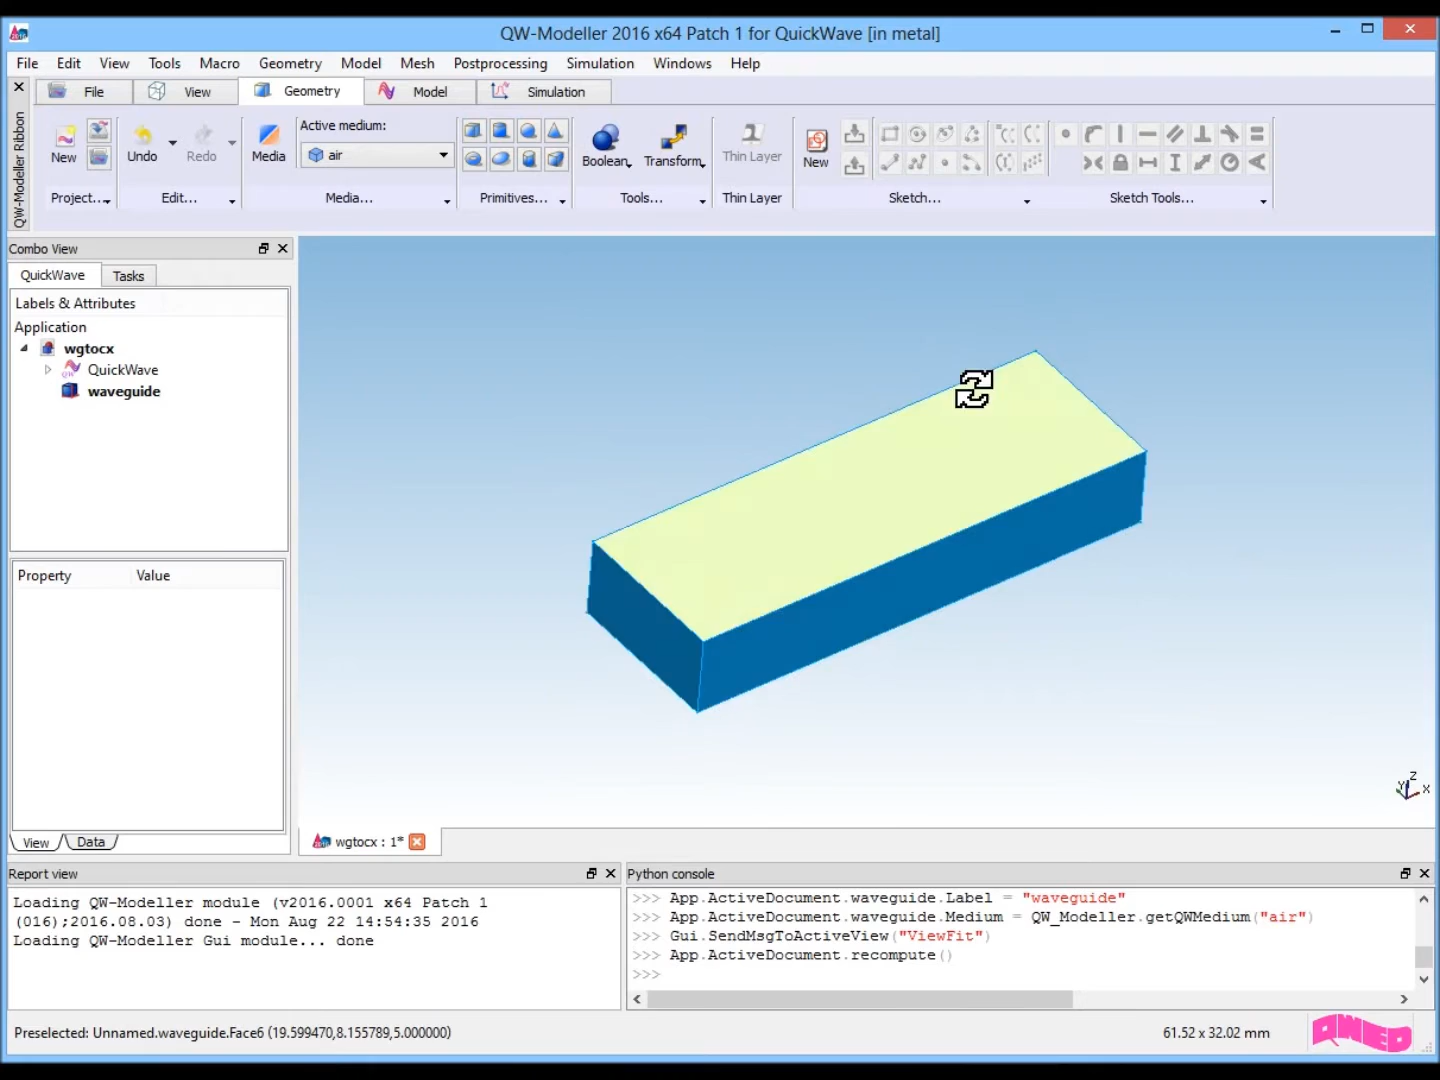 QW-Modeller 2016 x64 Patch 1 for QuickWave [in metal]
File Edit View Tools Macro Geometry Model Mesh Postprocessing Simulation Windows Help
File View Geometry Model Simulation
QW-Modeller Ribbon
New Undo Redo Media Active medium: air Boolean Transform Thin Layer New
Project... Edit... Media... Primitives... Tools... Thin Layer Sketch... Sketch Tools...
Combo View
QuickWave Tasks
Labels & Attributes
Application
wgtocx
QuickWave
waveguide
Property Value
View Data
Z
Y X
wgtocx : 1*
Report view
Loading QW-Modeller module (v2016.0001 x64 Patch 1
(016);2016.08.03) done - Mon Aug 22 14:54:35 2016
Loading QW-Modeller Gui module... done
Python console
>>> App.ActiveDocument.waveguide.Label = "waveguide"
>>> App.ActiveDocument.waveguide.Medium = QW_Modeller.getQWMedium("air")
>>> Gui.SendMsgToActiveView("ViewFit")
>>> App.ActiveDocument.recompute()
>>>
Preselected: Unnamed.waveguide.Face6 (19.599470,8.155789,5.000000)
61.52 x 32.02 mm
QWED